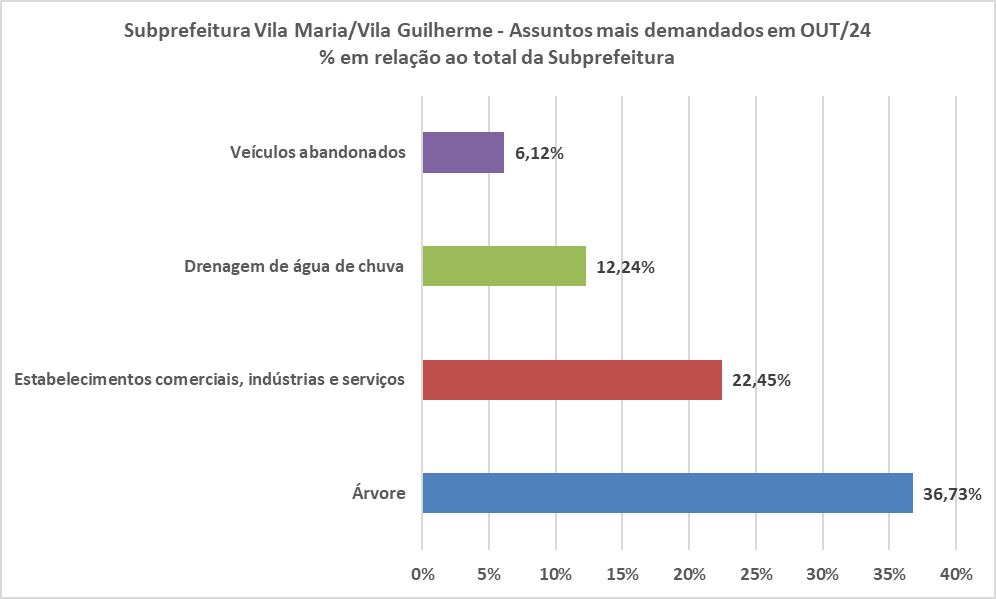 Subprefeitura Vila Maria/Vila Guilherme - Assuntos mais demandados em OUT/24
% em relação ao total da Subprefeitura
Veículos abandonados
6,12%
Drenagem de água de chuva
12,24%
Estabelecimentos comerciais, indústrias e serviços
22,45%
Árvore
36,73%
0% 5% 10% 15% 20% 25% 30% 35% 40%